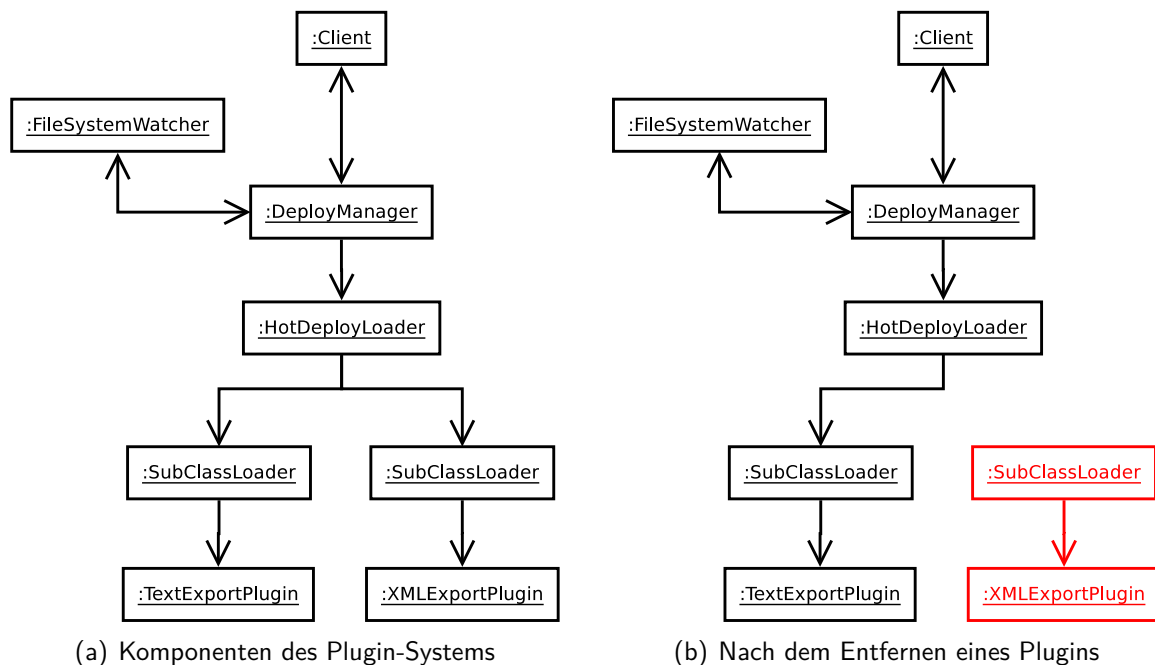 :Client
:FileSystemWatcher
:DeployManager
:HotDeployLoader
:SubClassLoader
:SubClassLoader
:TextExportPlugin
:XMLExportPlugin
(a) Komponenten des Plugin-Systems
:Client
:FileSystemWatcher
:DeployManager
:HotDeployLoader
:SubClassLoader
:SubClassLoader
:TextExportPlugin
:XMLExportPlugin
(b) Nach dem Entfernen eines Plugins